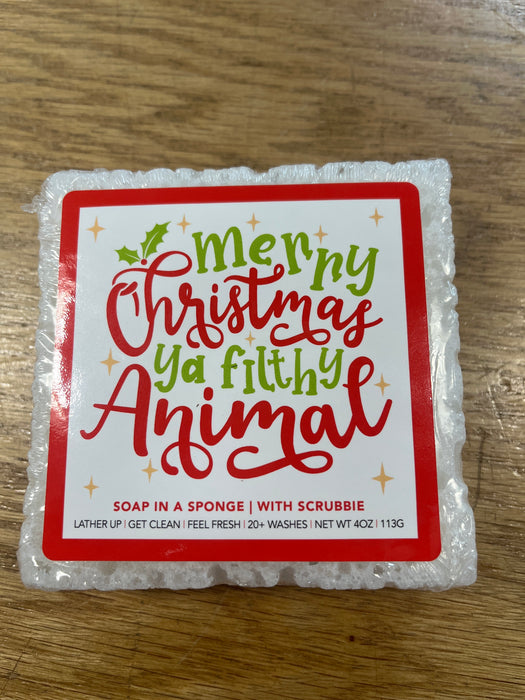 Merry
Christmas
ya filthy
Animal
SOAP IN A SPONGE | WITH SCRUBBIE
LATHER UP | GET CLEAN | FEEL FRESH | 20+ WASHES | NET WT 4OZ | 113G